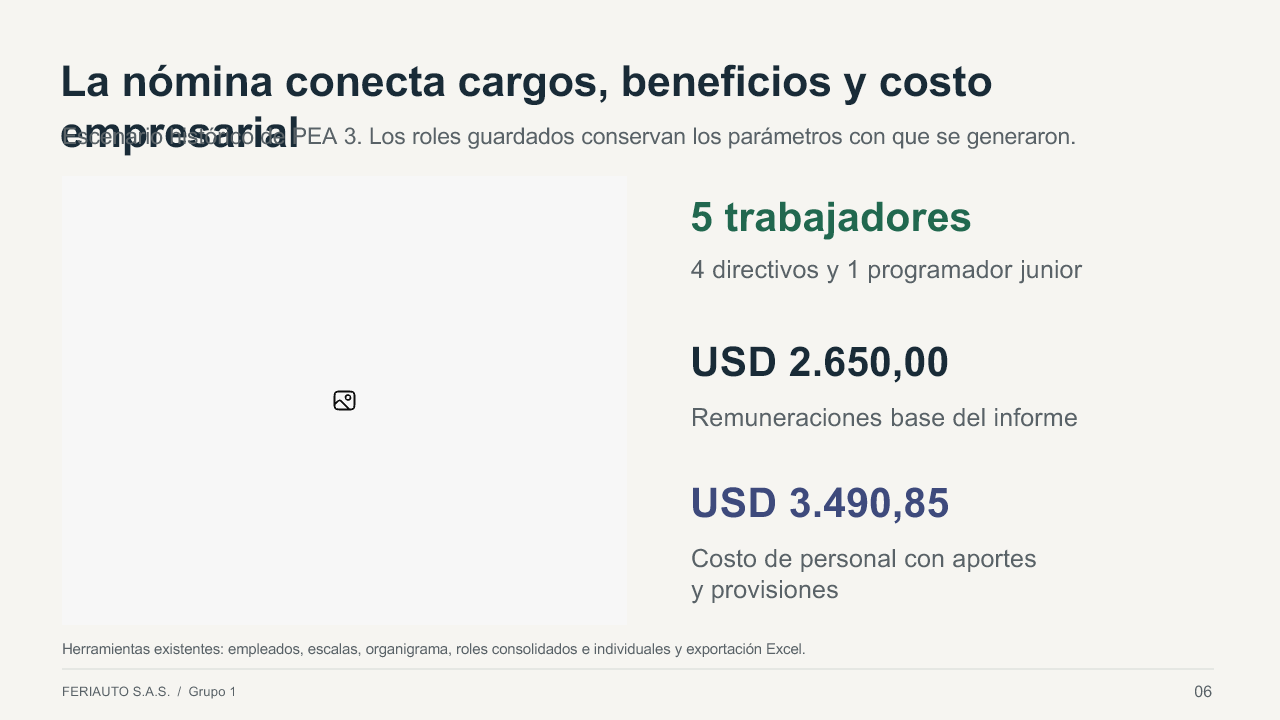 La nómina conecta cargos, beneficios y costo
empresarial
Escenario histórico de PEA 3. Los roles guardados conservan los parámetros con que se generaron.
5 trabajadores
4 directivos y 1 programador junior
USD 2.650,00
Remuneraciones base del informe
USD 3.490,85
Costo de personal con aportes
y provisiones
Herramientas existentes: empleados, escalas, organigrama, roles consolidados e individuales y exportación Excel.
FERIAUTO S.A.S. / Grupo 1
06